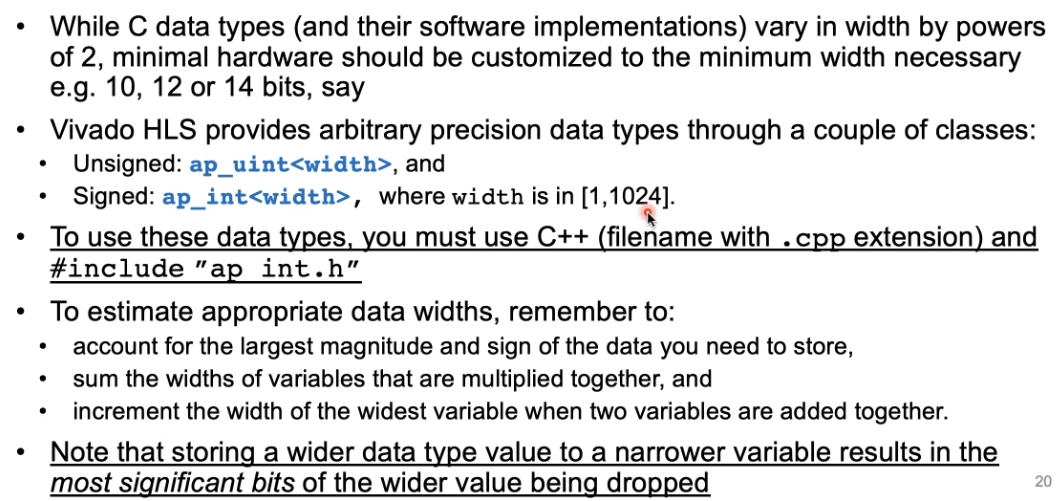 • While C data types (and their software implementations) vary in width by powers
of 2, minimal hardware should be customized to the minimum width necessary
e.g. 10, 12 or 14 bits, say
• Vivado HLS provides arbitrary precision data types through a couple of classes:
• Unsigned: ap_uint<width>, and
• Signed: ap_int<width>, where width is in [1,1024].
• To use these data types, you must use C++ (filename with .cpp extension) and
#include ”ap_int.h”
• To estimate appropriate data widths, remember to:
• account for the largest magnitude and sign of the data you need to store,
• sum the widths of variables that are multiplied together, and
• increment the width of the widest variable when two variables are added together.
• Note that storing a wider data type value to a narrower variable results in the
most significant bits of the wider value being dropped
20